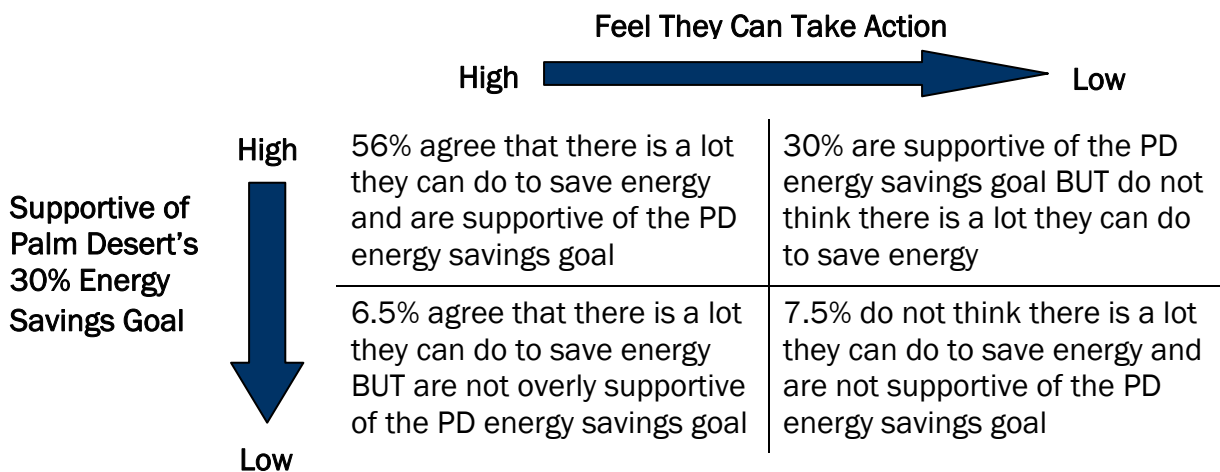 Feel They Can Take Action
High
Low
High
Supportive of
Palm Desert's
30% Energy
Savings Goal
Low
56% agree that there is a lot
they can do to save energy
and are supportive of the PD
energy savings goal
30% are supportive of the PD
energy savings goal BUT do not
think there is a lot they can do
to save energy
6.5% agree that there is a lot
they can do to save energy
BUT are not overly supportive
of the PD energy savings goal
7.5% do not think there is a lot
they can do to save energy and
are not supportive of the PD
energy savings goal